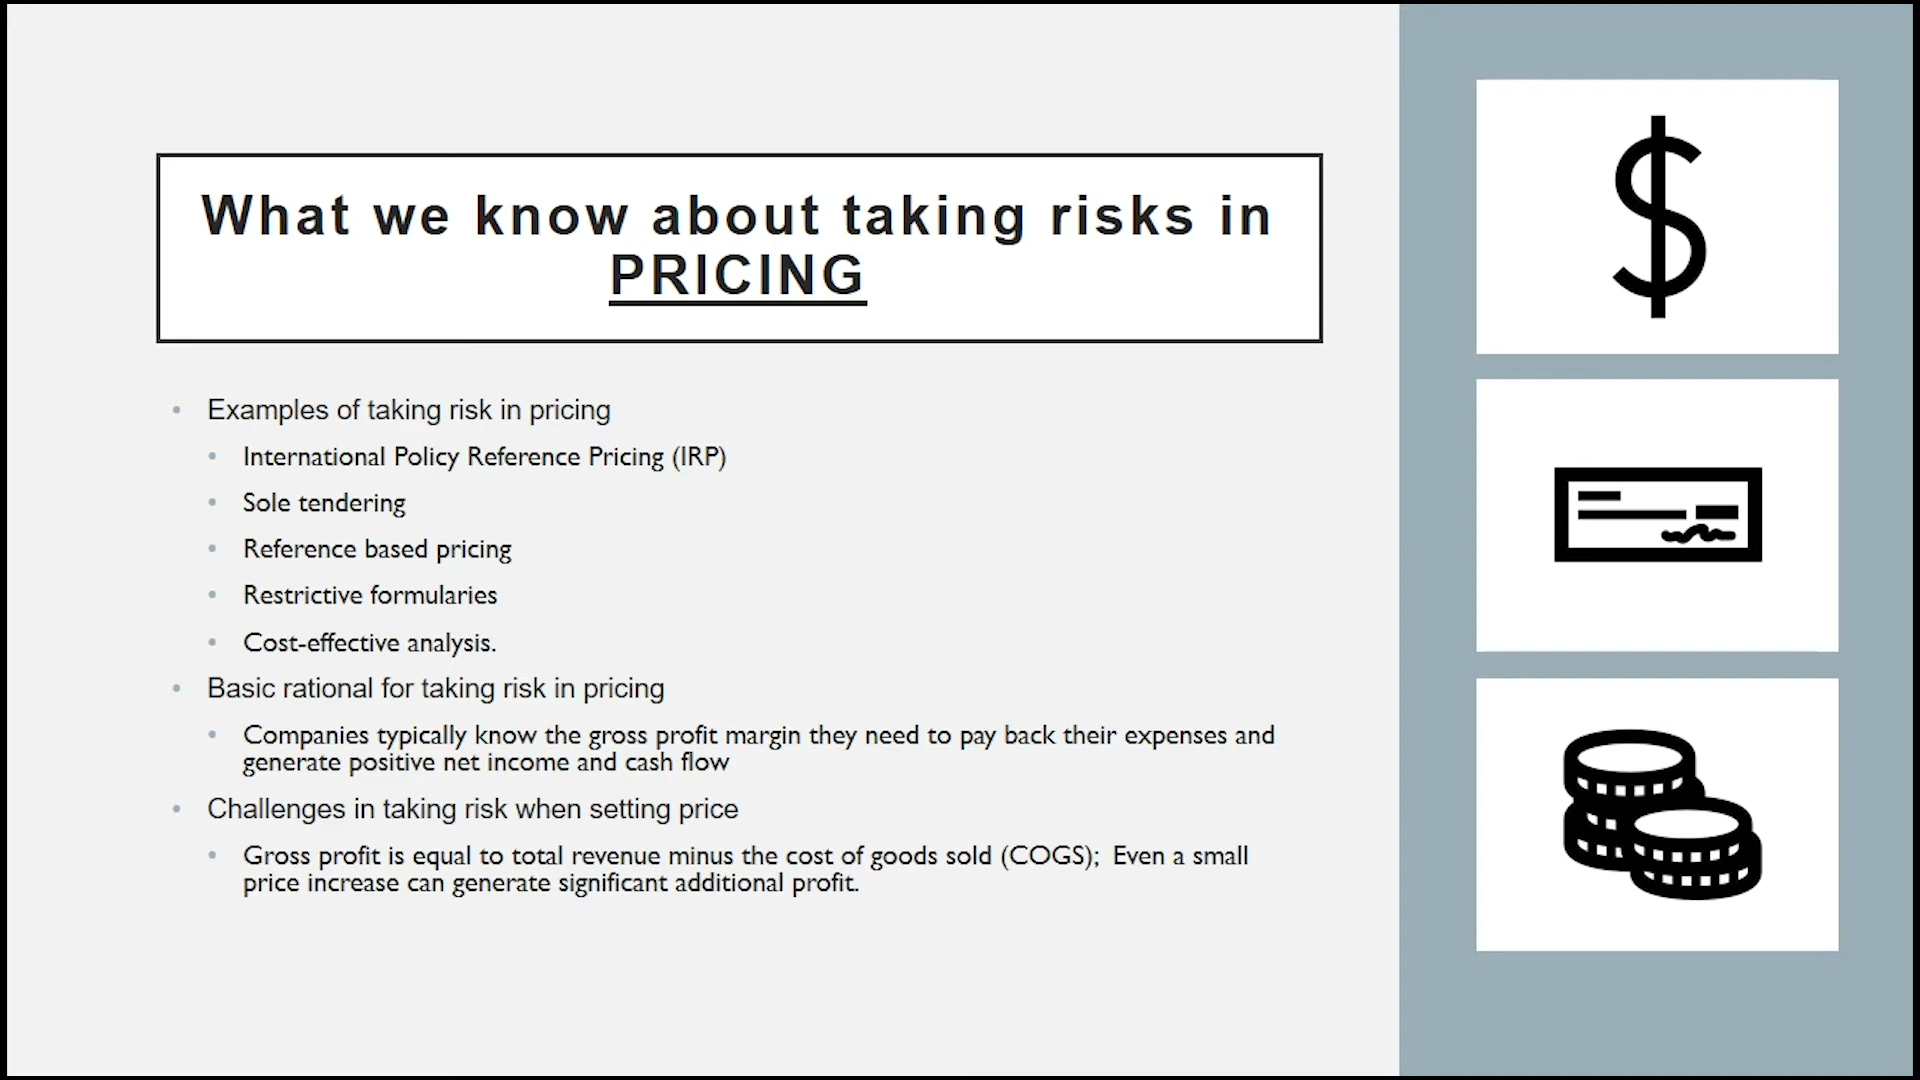 What we know about taking risks in
PRICING
• Examples of taking risk in pricing
• International Policy Reference Pricing (IRP)
• Sole tendering
• Reference based pricing
• Restrictive formularies
• Cost-effective analysis.
• Basic rational for taking risk in pricing
• Companies typically know the gross profit margin they need to pay back their expenses and
generate positive net income and cash flow
• Challenges in taking risk when setting price
• Gross profit is equal to total revenue minus the cost of goods sold (COGS);  Even a small
price increase can generate significant additional profit.
$